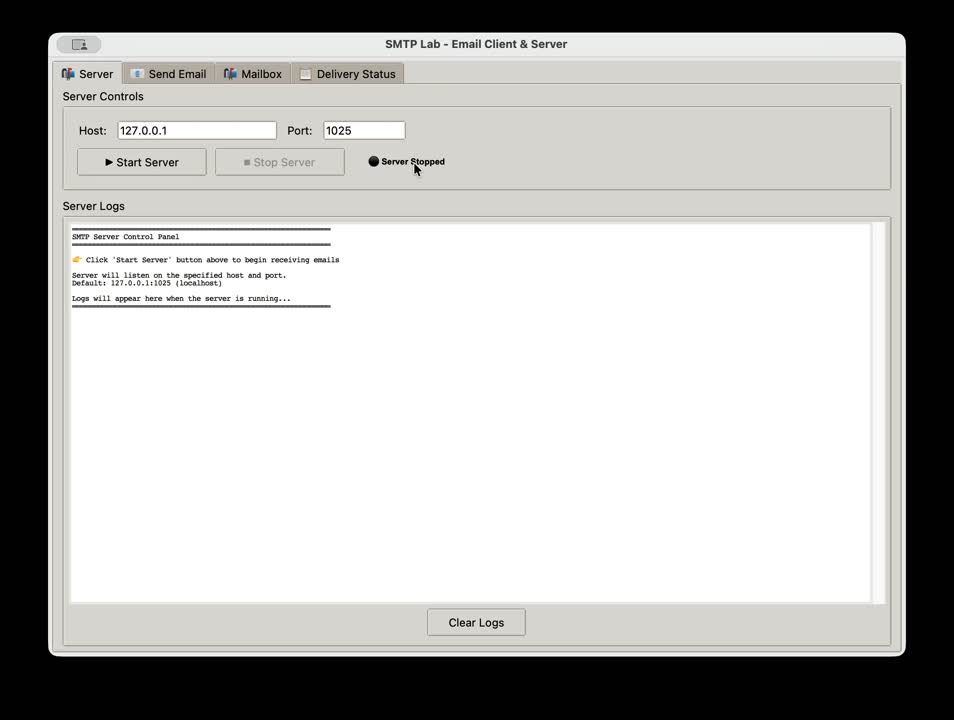 SMTP Lab - Email Client & Server
Server Send Email Mailbox Delivery Status
Server Controls
Host: 127.0.0.1 Port: 1025
Start Server Stop Server Server Stopped
Server Logs
SMTP Server Control Panel
Click 'Start Server' button above to begin receiving emails
Server will listen on the specified host and port.
Default: 127.0.0.1:1025 (localhost)
Logs will appear here when the server is running...
Clear Logs